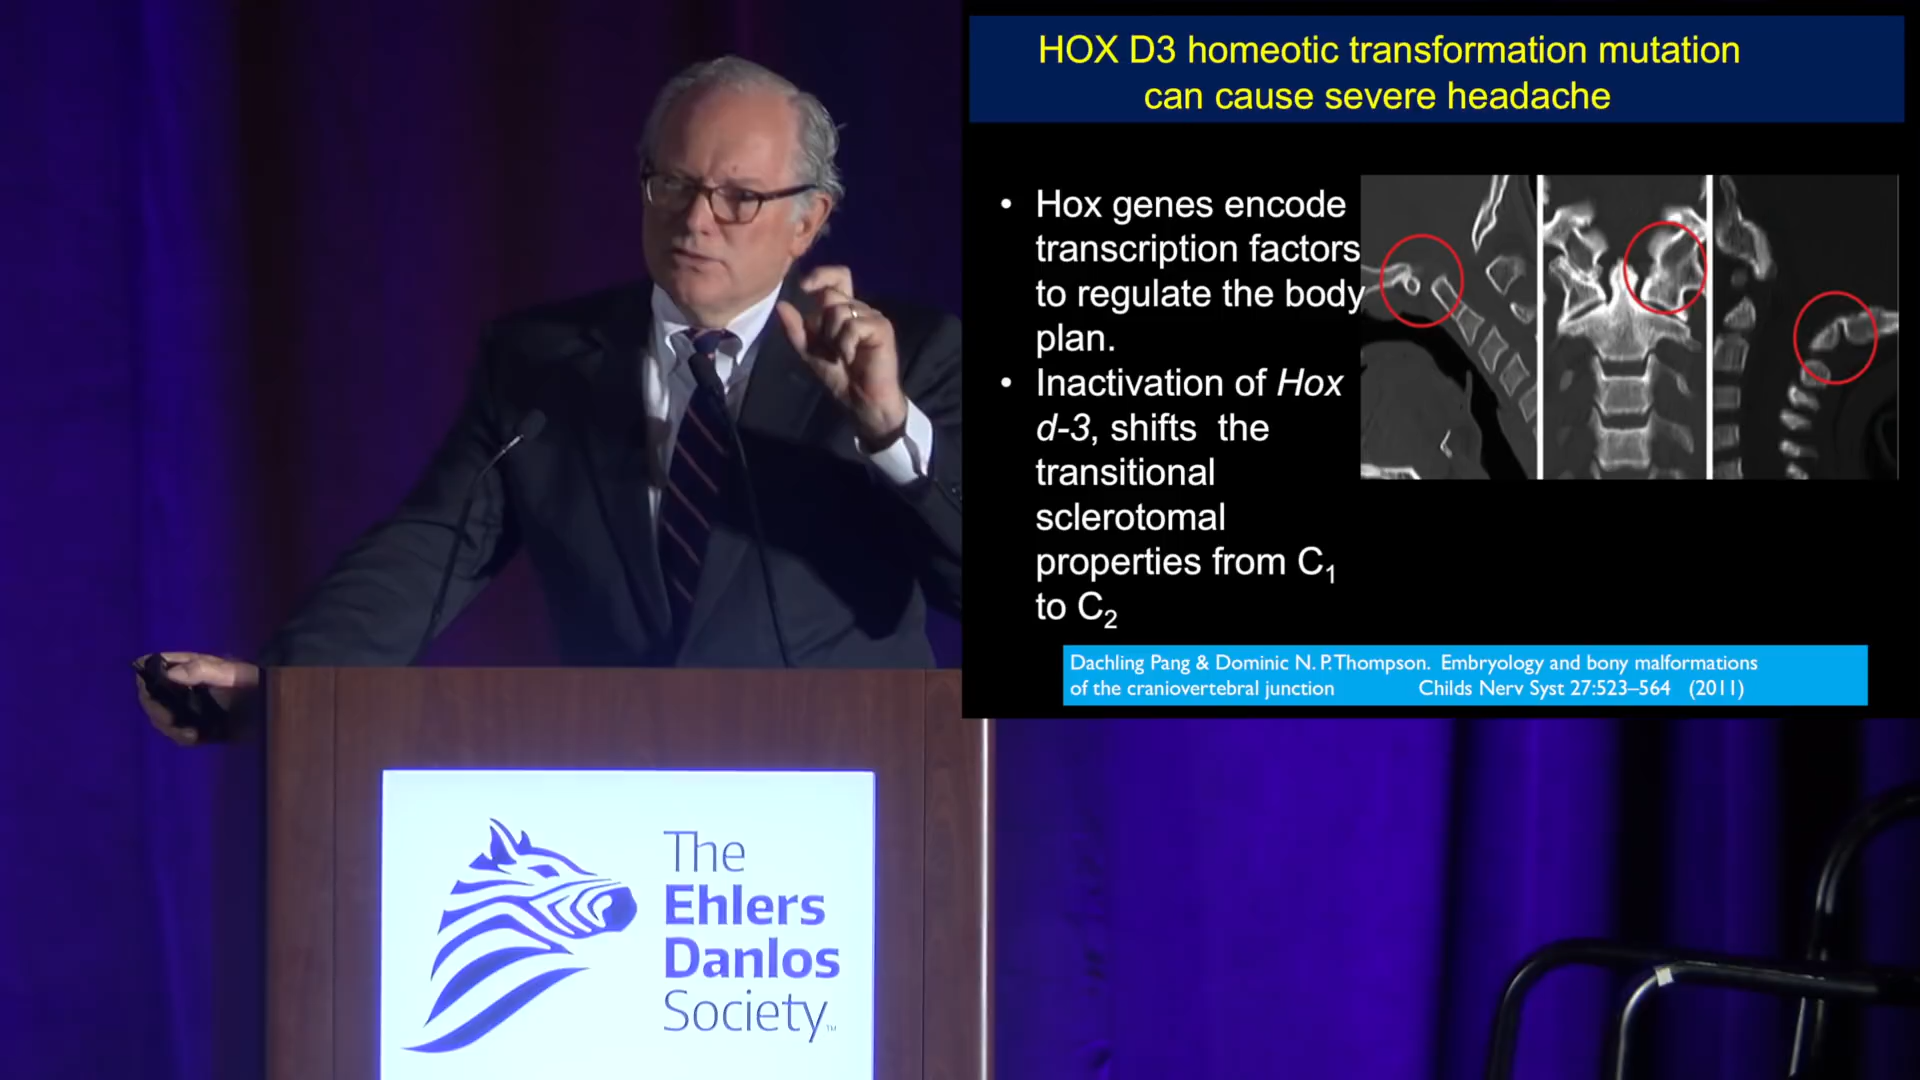 HOX D3 homeotic transformation mutation
can cause severe headache
• Hox genes encode
transcription factors
to regulate the body
plan.
• Inactivation of Hox
d-3, shifts the
transitional
sclerotomal
properties from C₁
to C₂
Dachling Pang & Dominic N. P. Thompson. Embryology and bony malformations
of the craniovertebral junction Childs Nerv Syst 27:523–564 (2011)
The
Ehlers
Danlos
Society™